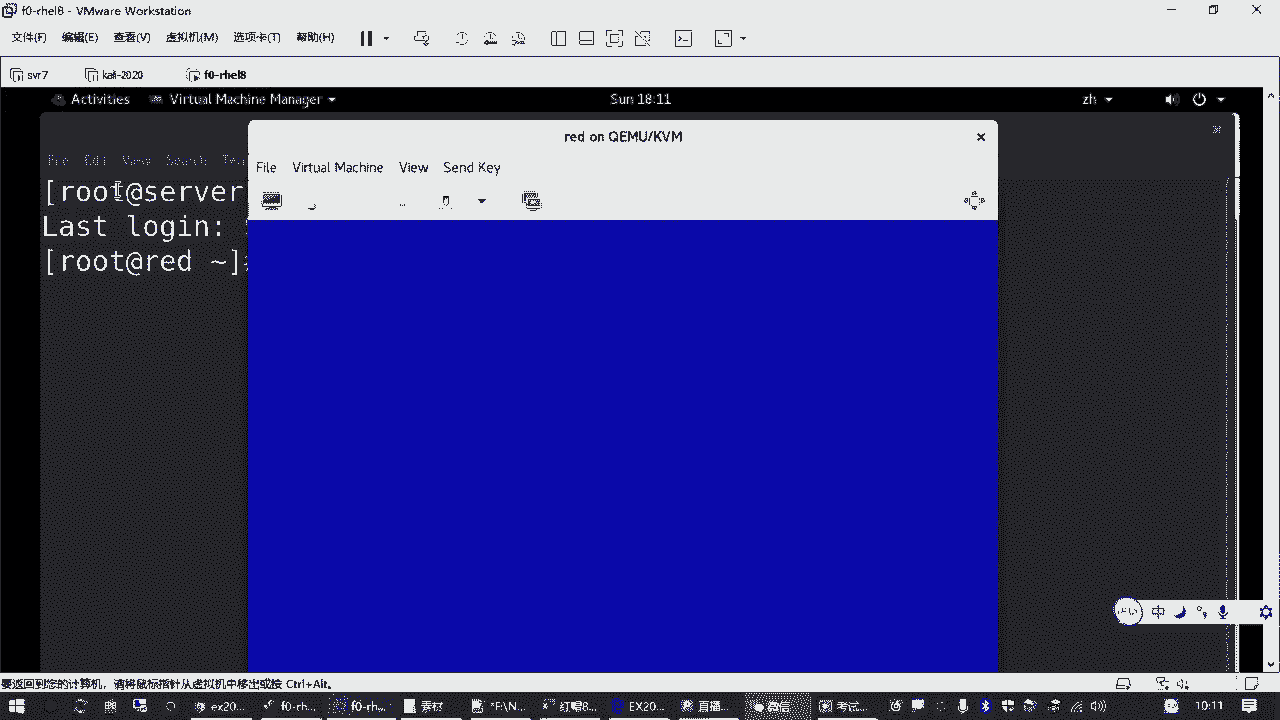 f0-rhel8 - VMware Workstation
文件(F) 编辑(E) 查看(V) 虚拟机(M) 选项卡(T) 帮助(H)
svr7 kali-2020 f0-rhel8
Activities Virtual Machine Manager Sun 18:11 zh
red on QEMU/KVM
File Edit View Search
File Virtual Machine View Send Key
[root@server
Last login:
[root@red ~]#
中
要返回到您的计算机，请将鼠标指针从虚拟机中移出或按 Ctrl+Alt。
ex20... f0-rh... f0-rh... 素材 *F:\N... 红帽8... EX20... 直播... 微信 考试... 10:11